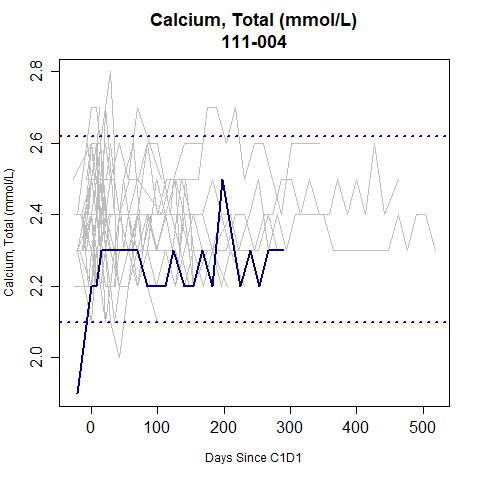 Calcium, Total (mmol/L)
111-004
Calcium, Total (mmol/L)
2.8
2.6
2.4
2.2
2.0
0 100 200 300 400 500
Days Since C1D1